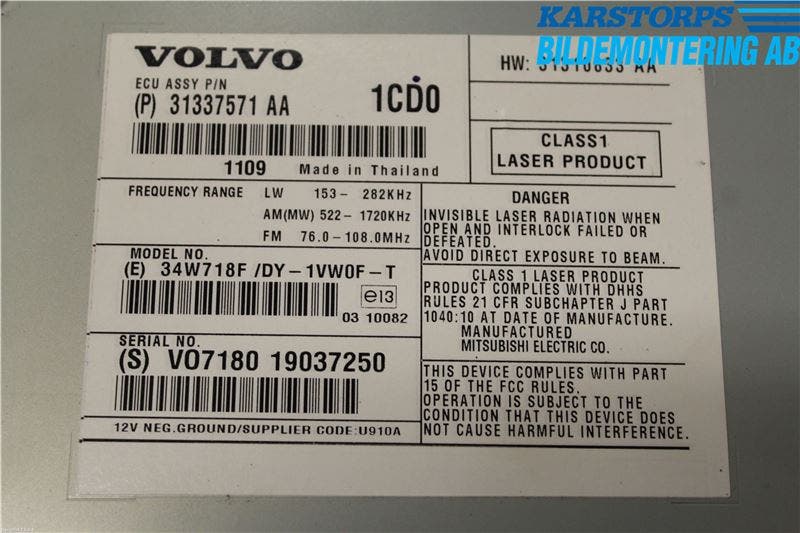 KARSTORPS
BILDEMONTERING AB
VOLVO
ECU ASSY P/N
(P) 31337571 AA 1CD0
1109 Made in Thailand
HW: AA
CLASS1
LASER PRODUCT
FREQUENCY RANGE LW 153- 282KHz
AM(MW) 522- 1720KHz
FM 76.0-108.0MHz
MODEL NO.
(E) 34W718F /DY-1VW0F-T
e13
03 10082
SERIAL NO.
(S) VO7180 19037250
12V NEG.GROUND/SUPPLIER CODE:U910A
DANGER
INVISIBLE LASER RADIATION WHEN
OPEN AND INTERLOCK FAILED OR
DEFEATED.
AVOID DIRECT EXPOSURE TO BEAM.
CLASS 1 LASER PRODUCT
PRODUCT COMPLIES WITH DHHS
RULES 21 CFR SUBCHAPTER J PART
1040:10 AT DATE OF MANUFACTURE.
MANUFACTURED
MITSUBISHI ELECTRIC CO.
THIS DEVICE COMPLIES WITH PART
15 OF THE FCC RULES.
OPERATION IS SUBJECT TO THE
CONDITION THAT THIS DEVICE DOES
NOT CAUSE HARMFUL INTERFERENCE.